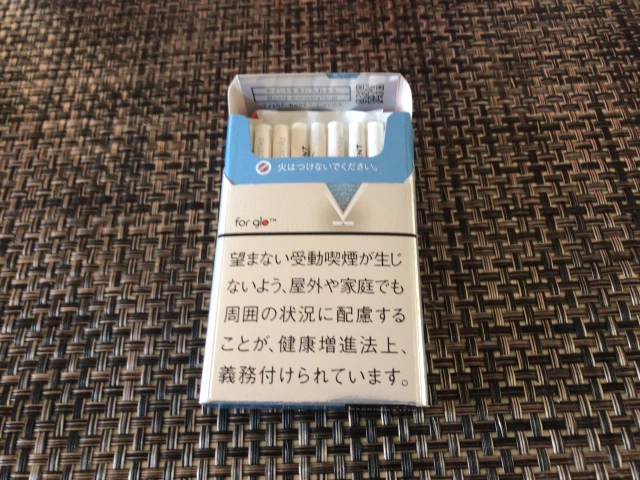 火はつけないでください。
for glo™
望まない受動喫煙が生じ
ないよう、屋外や家庭でも
周囲の状況に配慮する
ことが、健康増進法上、
義務付けられています。